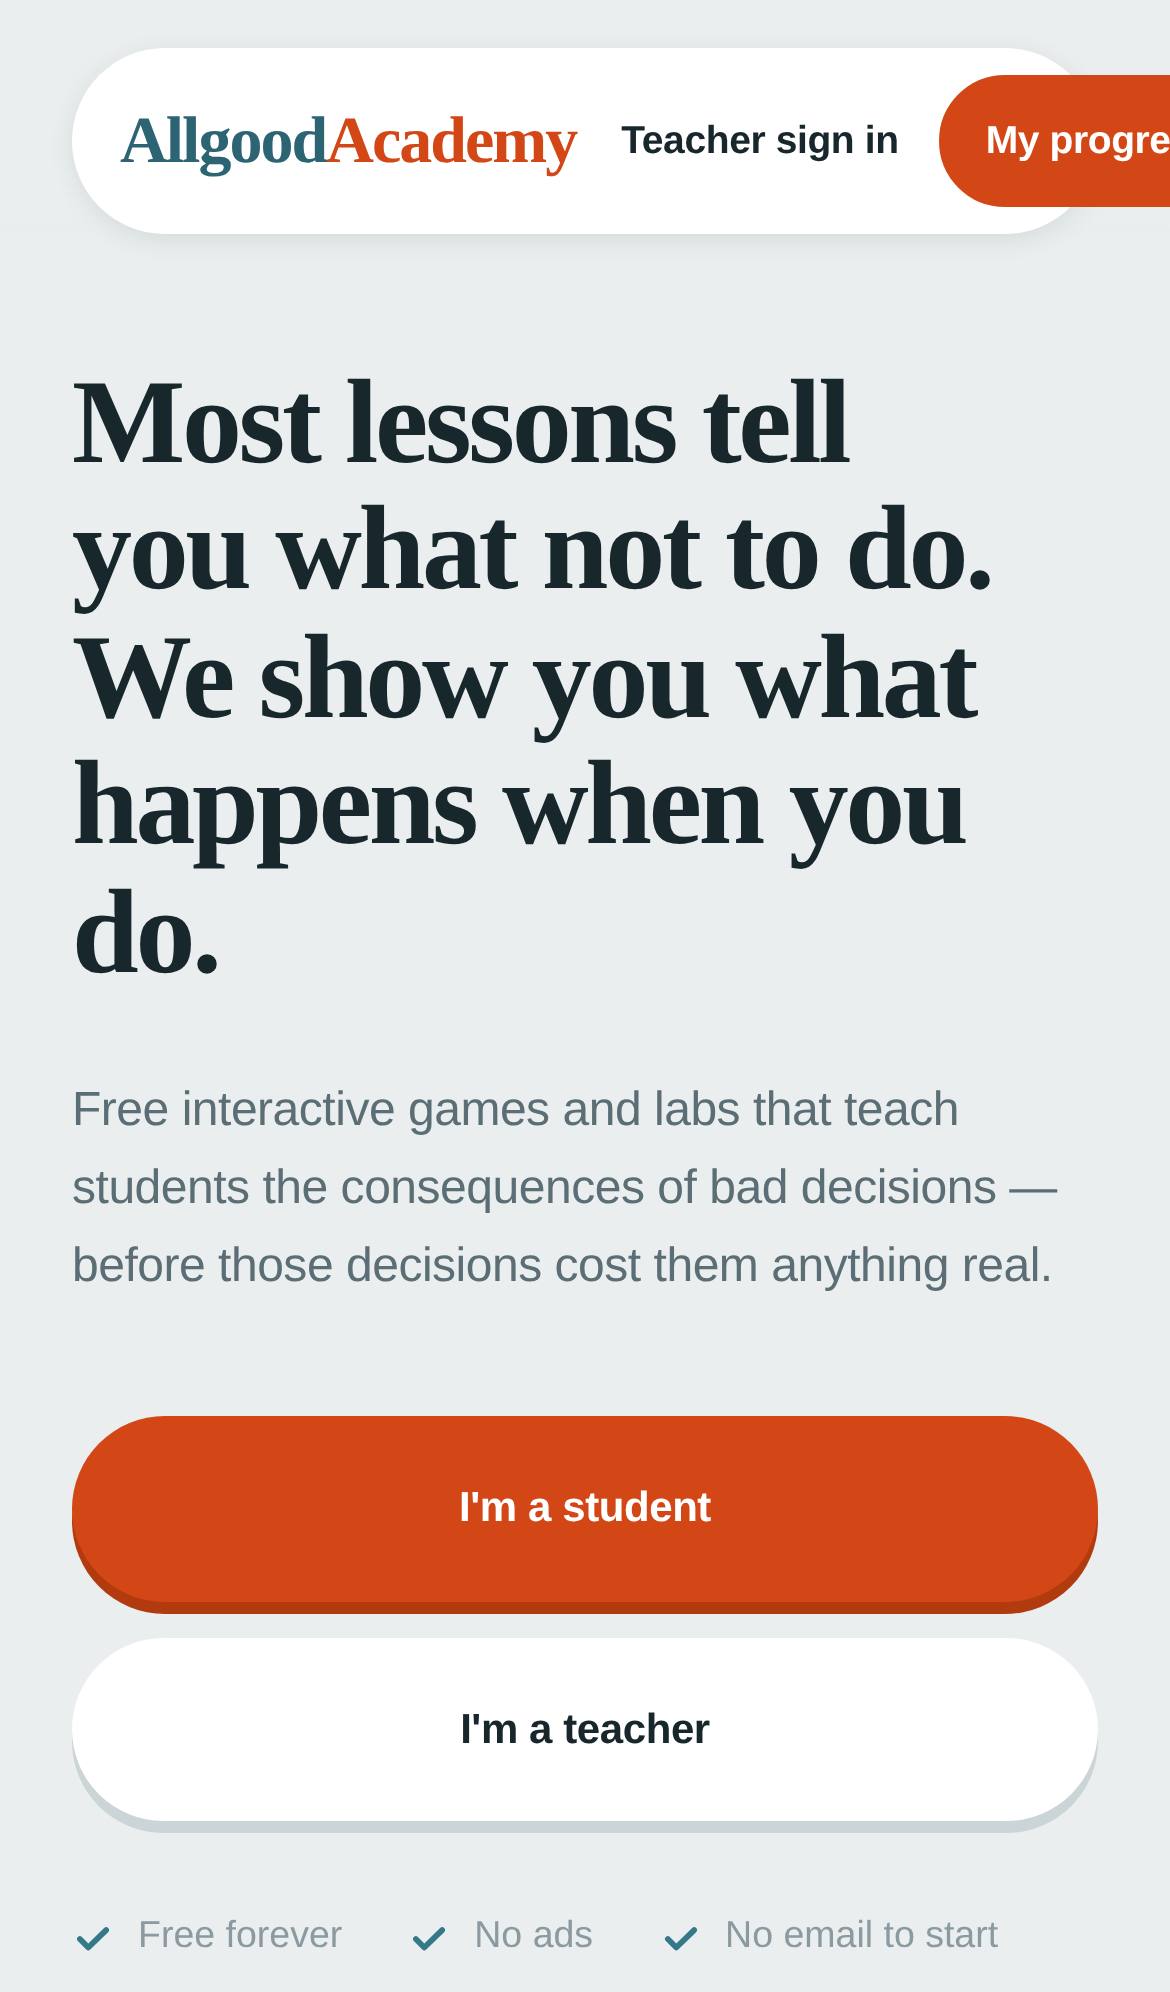 AllgoodAcademy Teacher sign in My progre
Most lessons tell
you what not to do.
We show you what
happens when you
do.
Free interactive games and labs that teach
students the consequences of bad decisions —
before those decisions cost them anything real.
I'm a student
I'm a teacher
Free forever No ads No email to start